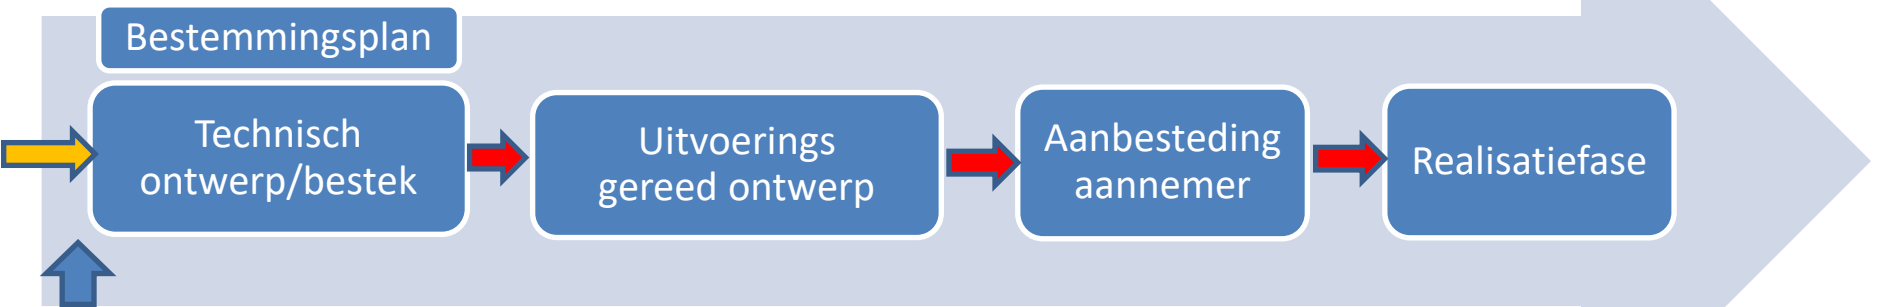 Bestemmingsplan
Technisch
ontwerp/bestek
Uitvoerings
gereed ontwerp
Aanbesteding
aannemer
Realisatiefase